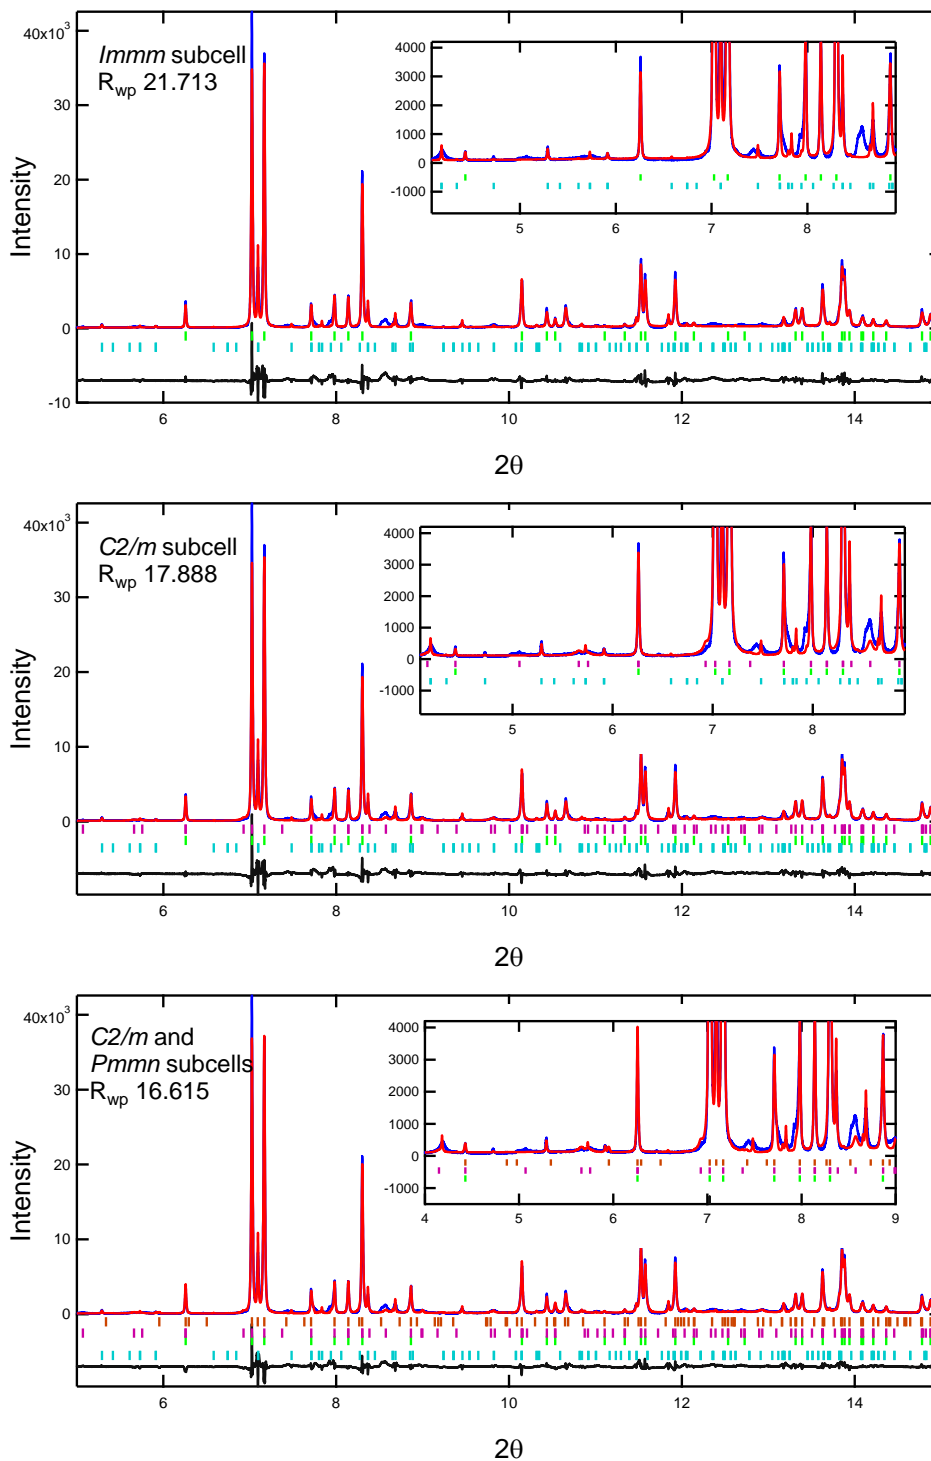 40x10³
30
20
10
0
-10
Intensity
Immm subcell
Rwp 21.713
4000
3000
2000
1000
0
-1000
5 6 7 8
6 8 10 12 14
2θ
40x10³
30
20
10
0
Intensity
C2/m subcell
Rwp 17.888
4000
3000
2000
1000
0
-1000
5 6 7 8
6 8 10 12 14
2θ
40x10³
30
20
10
0
Intensity
C2/m and
Pmmn subcells
Rwp 16.615
4000
3000
2000
1000
0
-1000
4 5 6 7 8 9
6 8 10 12 14
2θ